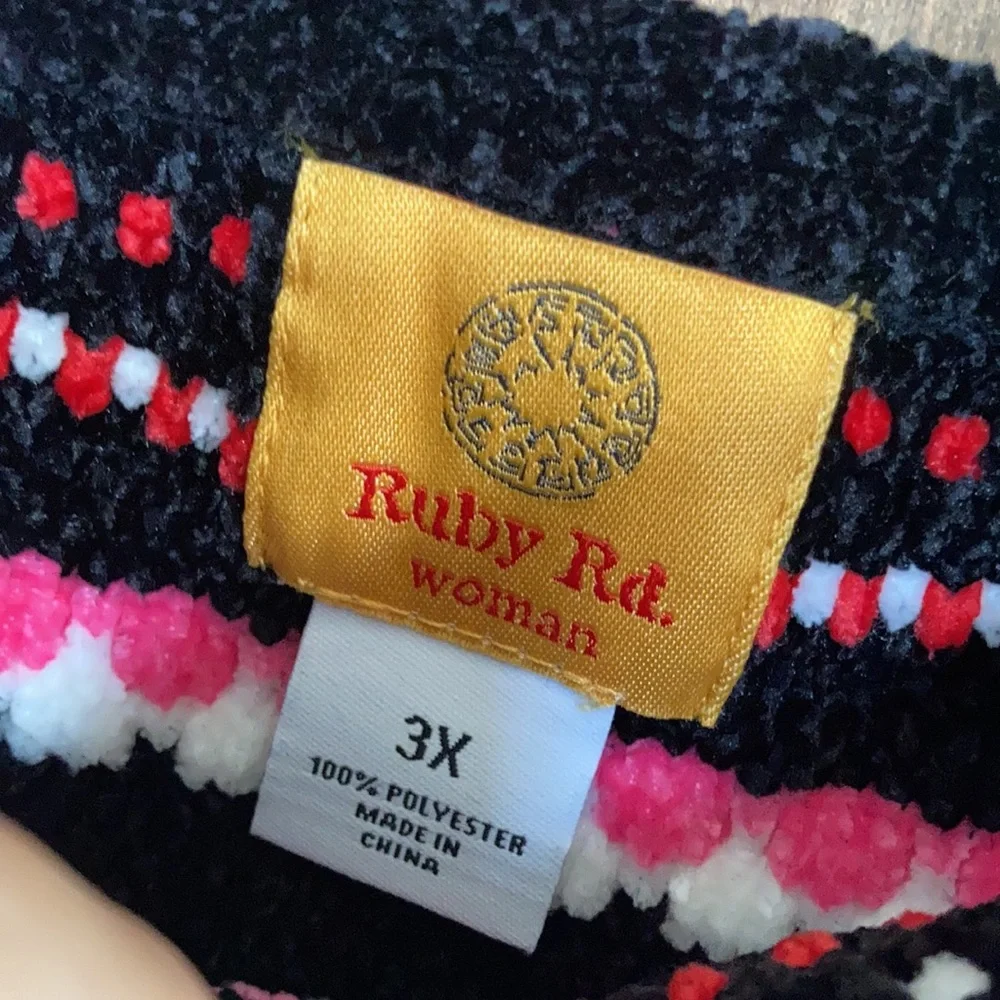 Ruby Rd.
woman
3X
100% POLYESTER
MADE IN
CHINA